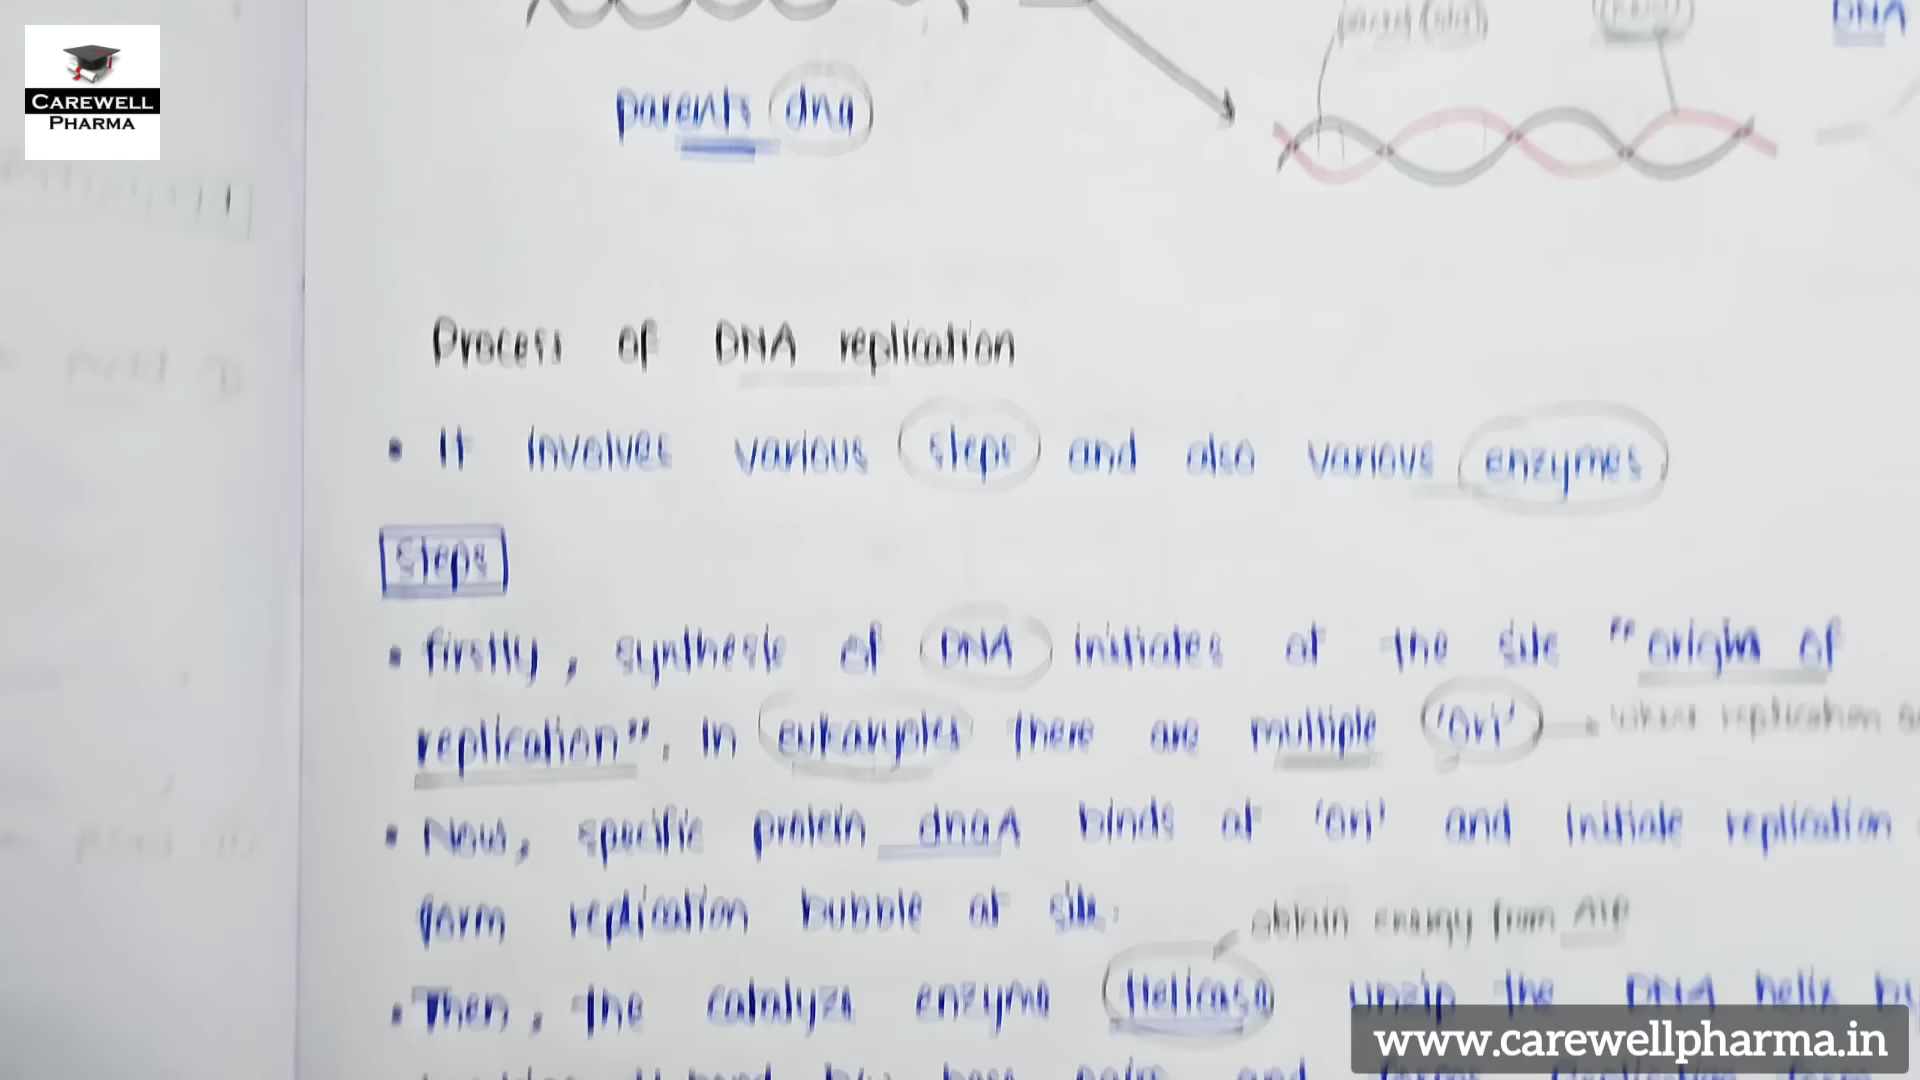 CAREWELL
PHARMA
parents dna
DNA
Process of DNA replication
• It involves various steps and also various enzymes
Steps
• firstly, synthesis of DNA initiates at the site "origin of
replication". In eukaryotes there are multiple 'Ori' → where replication
• Now, specific protein dnaA binds at 'ori' and initiate replication
form replication bubble at site.
obtain energy from ATP
• Then, the catalyze enzyme Helicase unzip the DNA helix by
www.carewellpharma.in